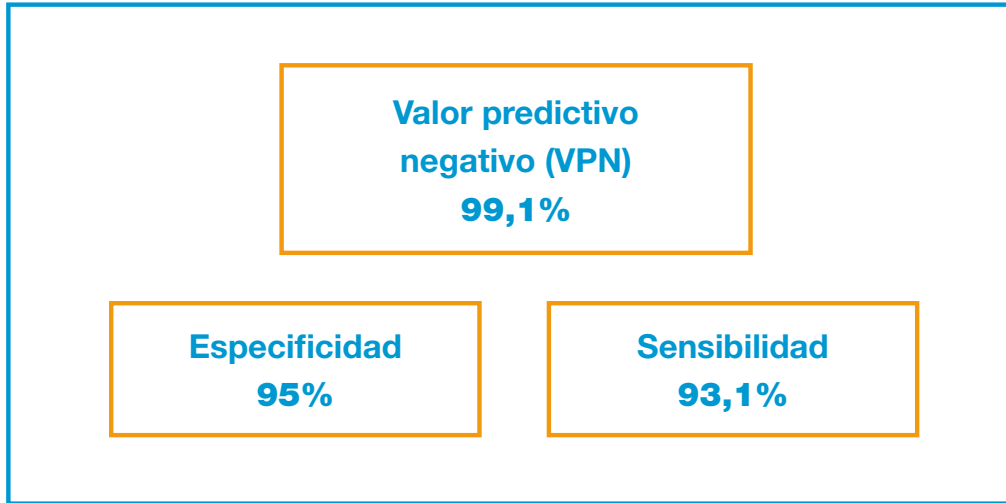 Valor predictivo
negativo (VPN)
99,1%
Especificidad
95%
Sensibilidad
93,1%